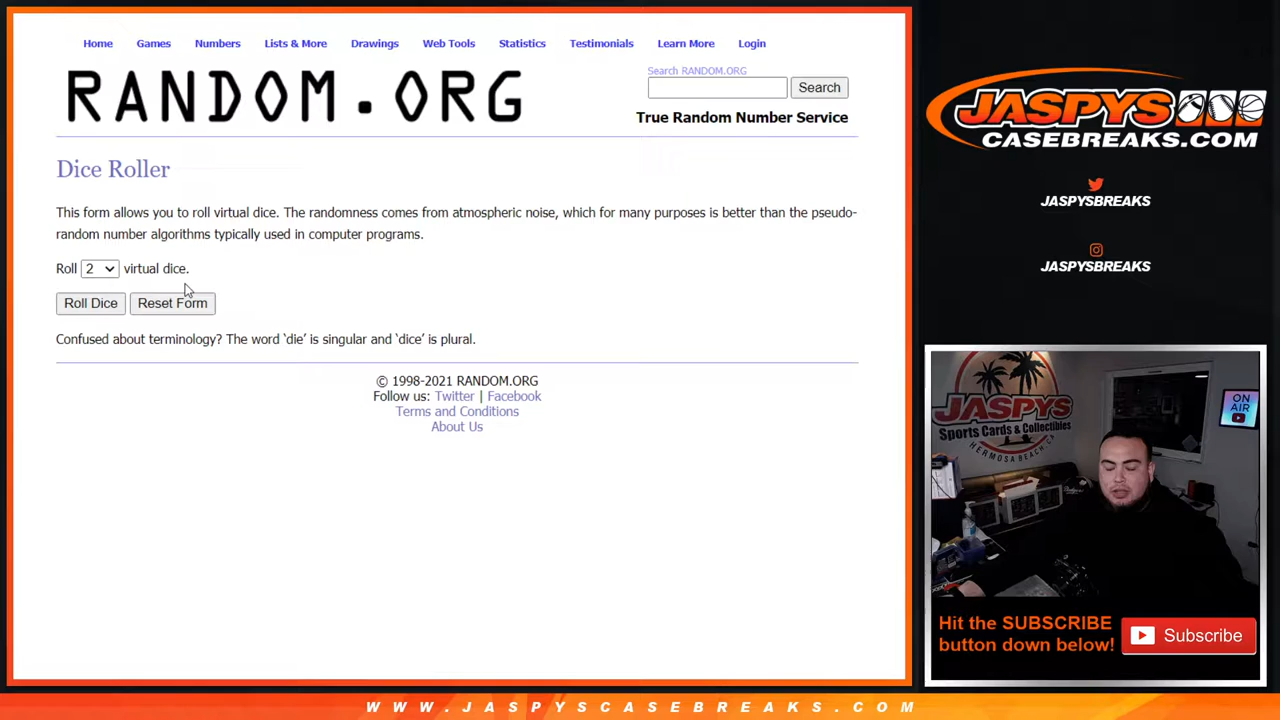 Home Games Numbers Lists & More Drawings Web Tools Statistics Testimonials Learn More Login
RANDOM.ORG
Search RANDOM.ORG
Search
True Random Number Service
Dice Roller
This form allows you to roll virtual dice. The randomness comes from atmospheric noise, which for many purposes is better than the pseudo-
random number algorithms typically used in computer programs.
Roll 2 virtual dice.
Roll Dice Reset Form
Confused about terminology? The word ‘die’ is singular and ‘dice’ is plural.
© 1998-2021 RANDOM.ORG
Follow us: Twitter | Facebook
Terms and Conditions
About Us
JASPYS
CASEBREAKS.COM
JASPYSBREAKS
JASPYSBREAKS
JASPYS
Sports Cards & Collectibles
HERMOSA BEACH, CA
ON
AIR
Hit the SUBSCRIBE
button down below!
Subscribe
WWW.JASPYSCASEBREAKS.COM